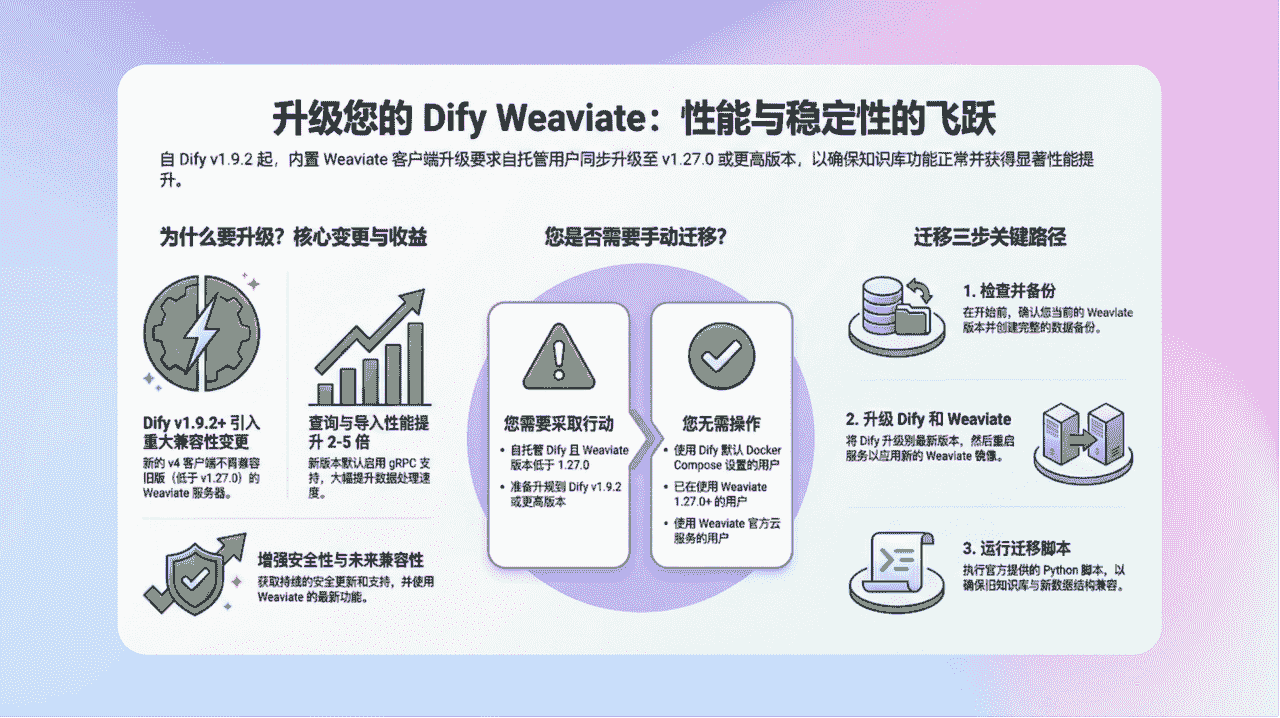 升级您的 Dify Weaviate：性能与稳定性的飞跃
自 Dify v1.9.2 起，内置 Weaviate 客户端升级要求自托管用户同步升级至 v1.27.0 或更高版本，以确保知识库功能正常并获得显著性能提
升。
为什么要升级？核心变更与收益
Dify v1.9.2+ 引入
重大兼容性变更
新的 v4 客户端不再兼容
旧版（低于 v1.27.0）的
Weaviate 服务器。
查询与导入性能提
升 2-5 倍
新版本默认启用 gRPC 支
持，大幅提升数据处理速
度。
增强安全性与未来兼容性
获取持续的安全更新和支持，并使用
Weaviate 的最新功能。
您是否需要手动迁移？
您需要采取行动
• 自托管 Dify 且 Weaviate
版本低于 1.27.0
• 准备升规到 Dify v1.9.2
或更高版本
您无需操作
• 使用 Dify 默认 Docker
Compose 设置的用户
• 已在使用 Weaviate
1.27.0+ 的用户
• 使用 Weaviate 官方云
服务的用户
迁移三步关键路径
1. 检查并备份
在开始前，确认您当前的 Weaviate
版本并创建完整的数据备份。
2. 升级 Dify 和 Weaviate
将 Dify 升级别最新版本，然后重启
服务以应用新的 Weaviate 镜像。
3. 运行迁移脚本
执行官方提供的 Python 脚本，以
确保旧知识库与新数据结构兼容。